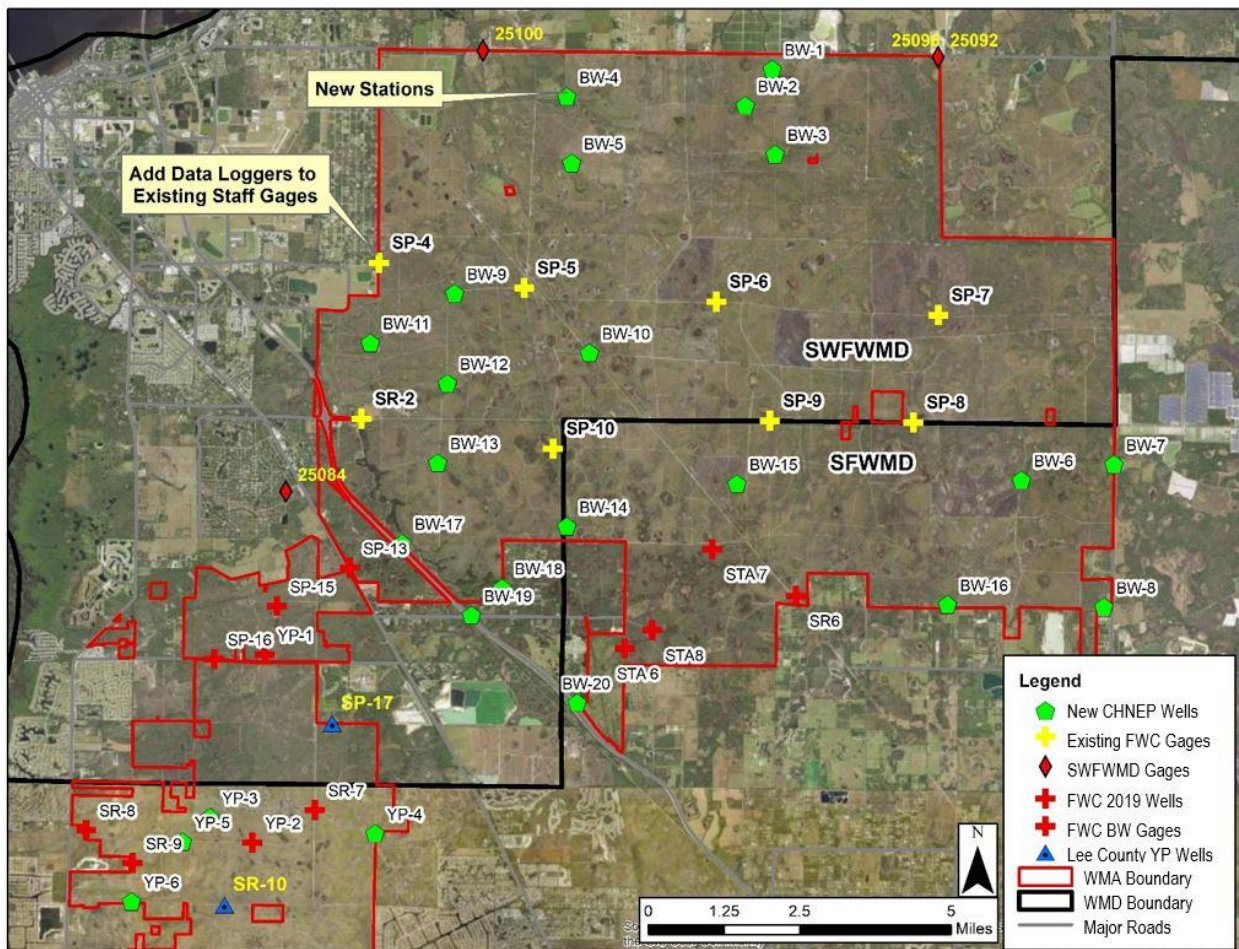 25100
25096
25092
BW-1
BW-4
BW-2
New Stations
BW-5
BW-3
Add Data Loggers to
Existing Staff Gages
SP-4
BW-9
SP-5
SP-6
SP-7
BW-11
BW-10
SWFWMD
BW-12
SR-2
SP-9
SP-8
SP-10
BW-13
SFWMD
BW-7
BW-15
BW-6
25084
BW-14
BW-17
SP-13
STA7
BW-18
SP-15
BW-16
BW-8
BW-19
SR6
YP-1
SP-16
STA8
STA6
BW-20
SP-17
Legend
New CHNEP Wells
Existing FWC Gages
SWFWMD Gages
FWC 2019 Wells
FWC BW Gages
Lee County YP Wells
WMA Boundary
WMD Boundary
Major Roads
YP-3
SR-7
SR-8
YP-5
YP-2
YP-4
SR-9
YP-6
SR-10
N
0 1.25 2.5 5
Miles